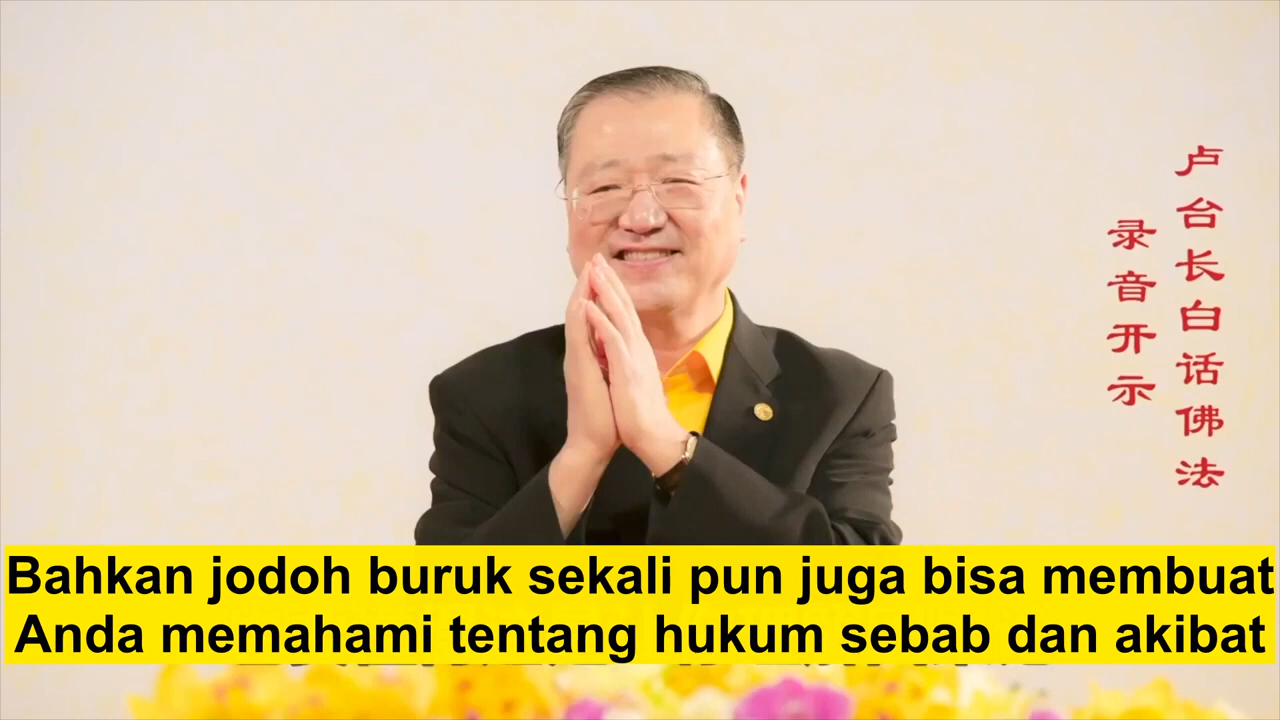 卢台长白话佛法
录音开示
Bahkan jodoh buruk sekali pun juga bisa membuat
Anda memahami tentang hukum sebab dan akibat